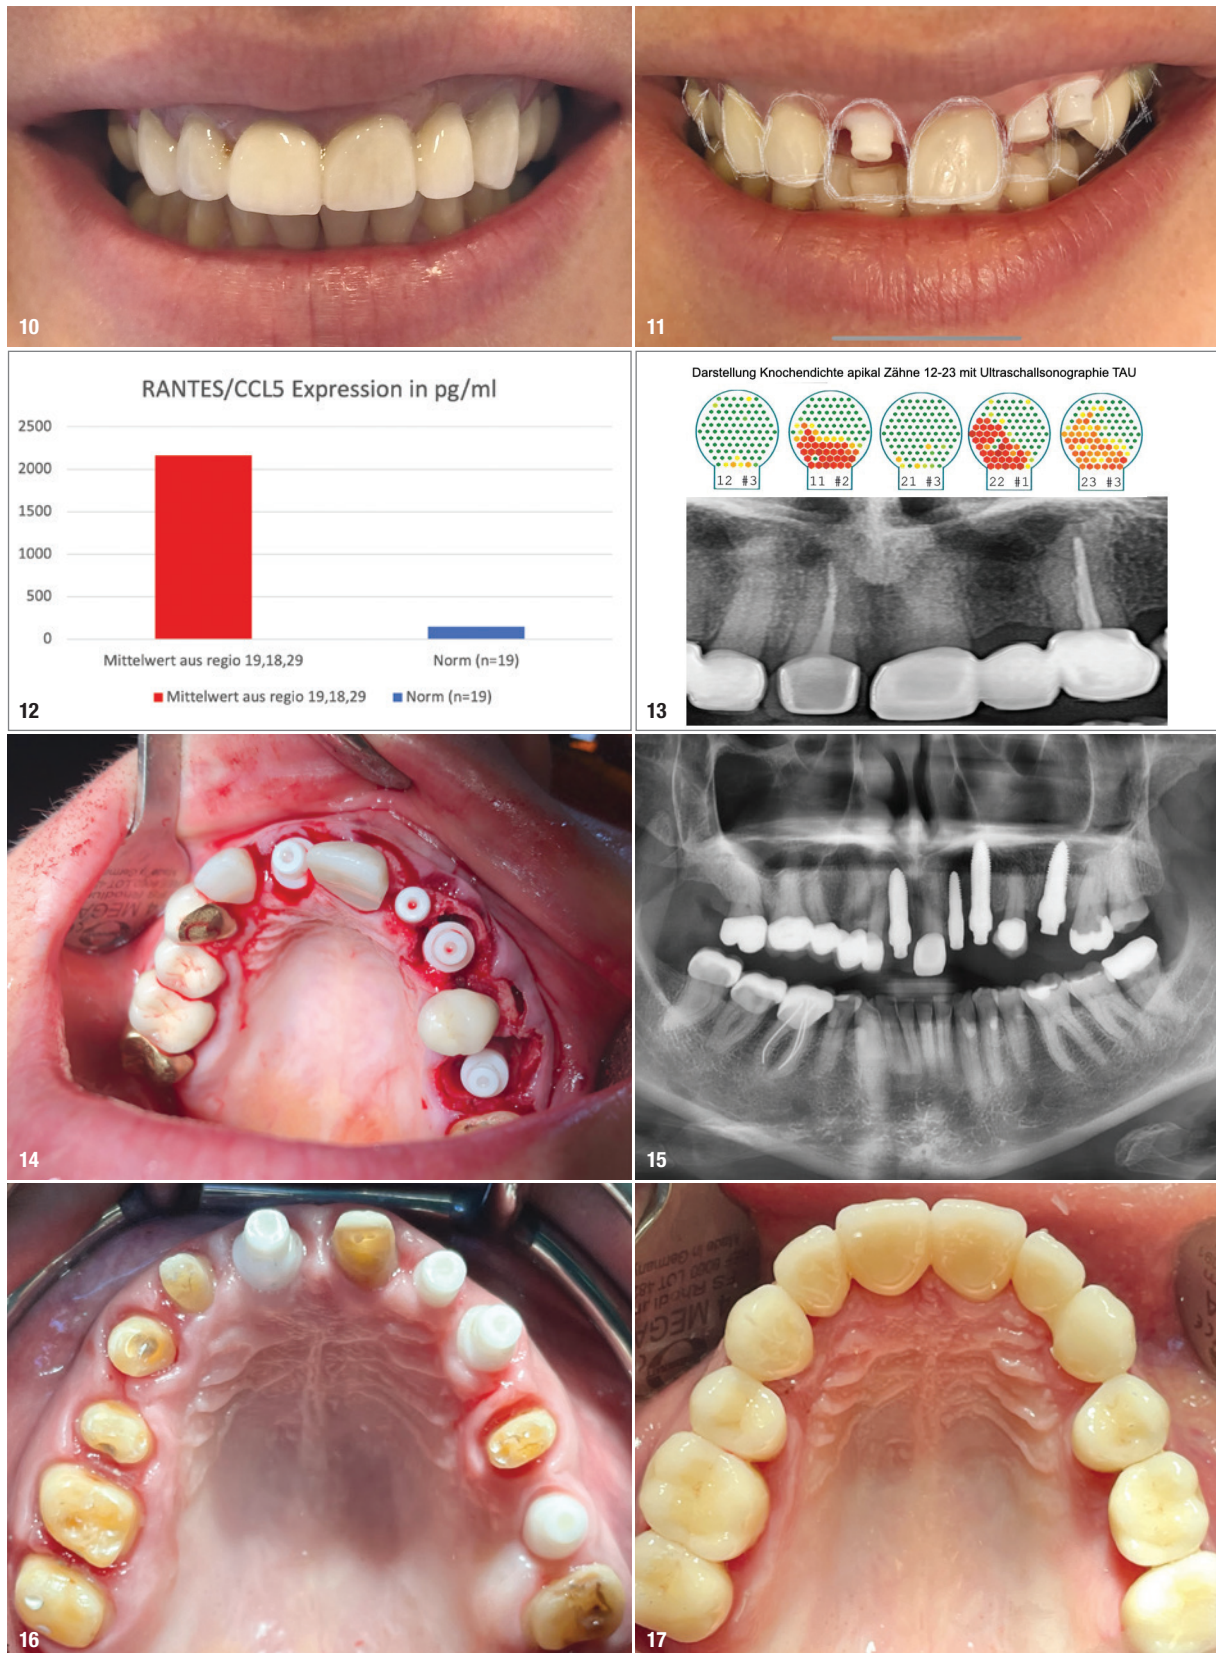 10
11
RANTES/CCL5 Expression in pg/ml
2500
2000
1500
1000
500
0
Mittelwert aus regio 19,18,29 Norm (n=19)
Mittelwert aus regio 19,18,29 Norm (n=19)
12
Darstellung Knochendichte apikal Zähne 12-23 mit Ultraschallsonographie TAU
12 #3 11 #2 21 #3 22 #1 23 #3
13
14
15
16
4 MEGA
17